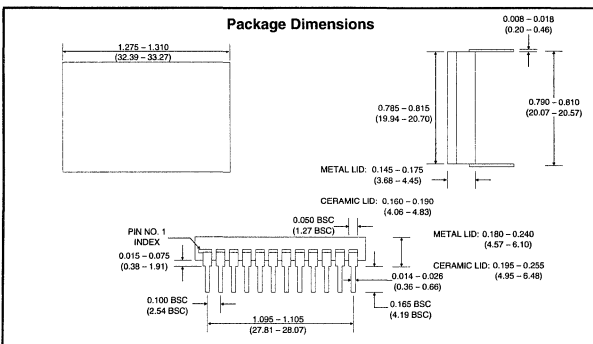 Package Dimensions
0.008 – 0.018
(0.20 – 0.46)
1.275 – 1.310
(32.39 – 33.27)
0.785 – 0.815
(19.94 – 20.70)
0.790 – 0.810
(20.07 – 20.57)
METAL LID: 0.145 – 0.175
(3.68 – 4.45)
CERAMIC LID: 0.160 – 0.190
(4.06 – 4.83)
0.050 BSC
(1.27 BSC)
PIN NO. 1
INDEX
METAL LID: 0.180 – 0.240
(4.57 – 6.10)
0.015 – 0.075
(0.38 – 1.91)
CERAMIC LID: 0.195 – 0.255
(4.95 – 6.48)
0.014 – 0.026
(0.36 – 0.66)
0.100 BSC
(2.54 BSC)
0.165 BSC
(4.19 BSC)
1.095 – 1.105
(27.81 – 28.07)